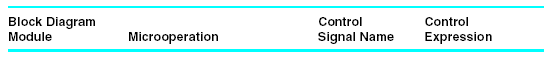 Block Diagram Control Control
Module Microoperation Signal Name Expression